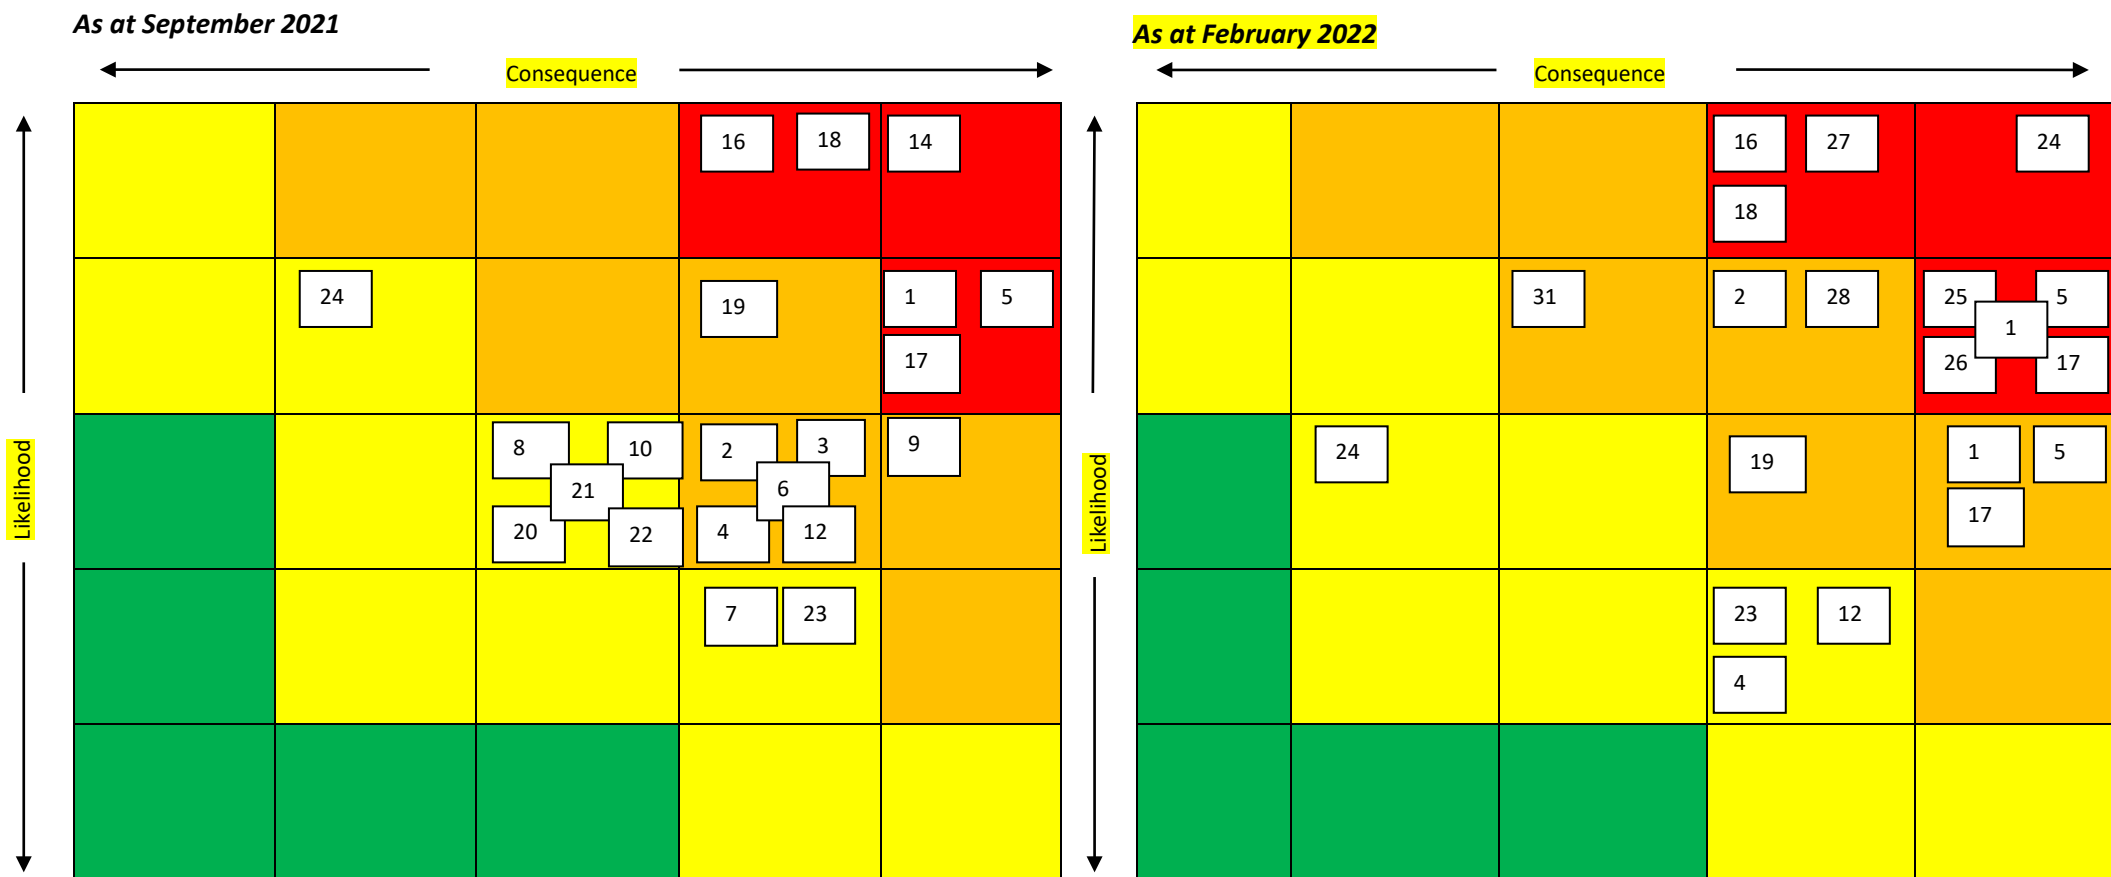 As at September 2021
Consequence
Likelihood
16 18 14
24 19 1 5
17
8 10 2 3 9
21 6
20 22 4 12
7 23
As at February 2022
Consequence
Likelihood
16 27 24
18
31 2 28 25 5
1
26 17
24 19 1 5
17
23 12
4